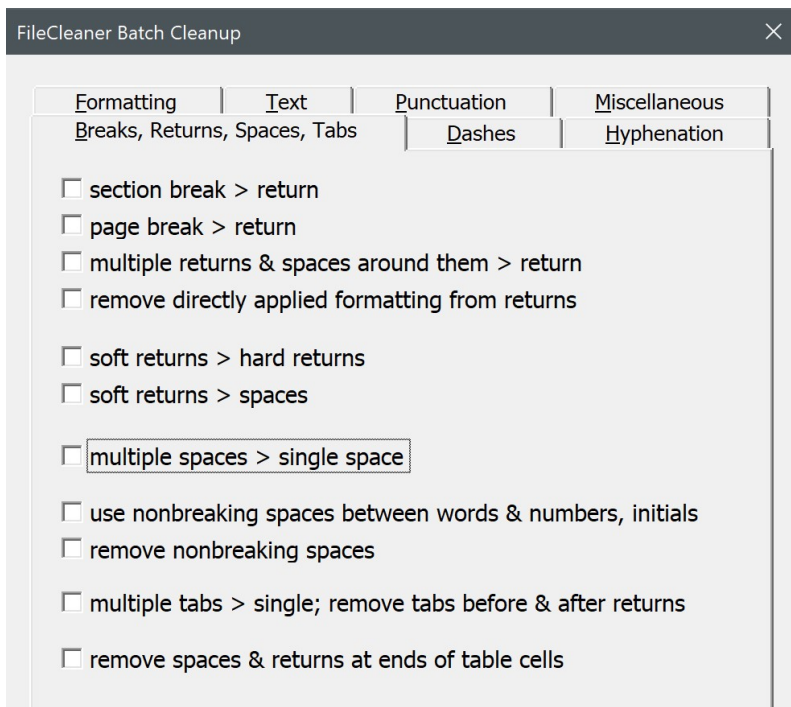 FileCleaner Batch Cleanup
Formatting Text Punctuation Miscellaneous
Breaks, Returns, Spaces, Tabs Dashes Hyphenation
section break > return
page break > return
multiple returns & spaces around them > return
remove directly applied formatting from returns
soft returns > hard returns
soft returns > spaces
multiple spaces > single space
use nonbreaking spaces between words & numbers, initials
remove nonbreaking spaces
multiple tabs > single; remove tabs before & after returns
remove spaces & returns at ends of table cells